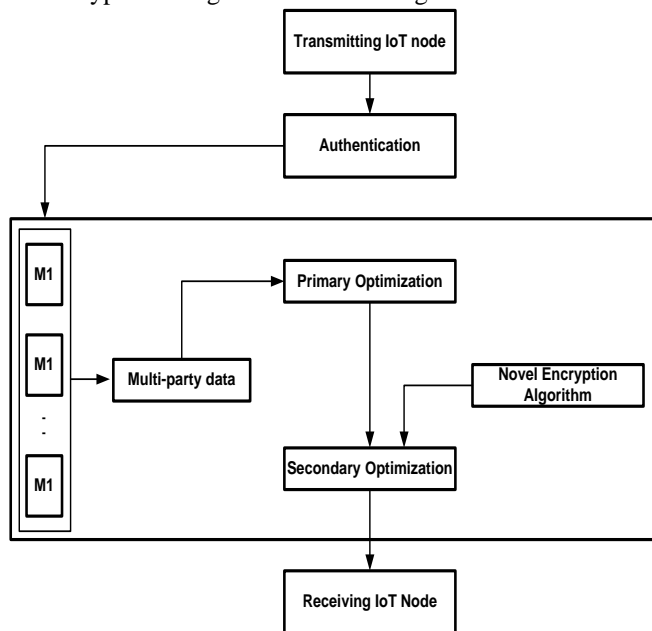 Transmitting IoT node
Authentication
M1
Primary Optimization
M1
Multi-party data
Novel Encryption
Algorithm
-
-
M1
Secondary Optimization
Receiving IoT Node